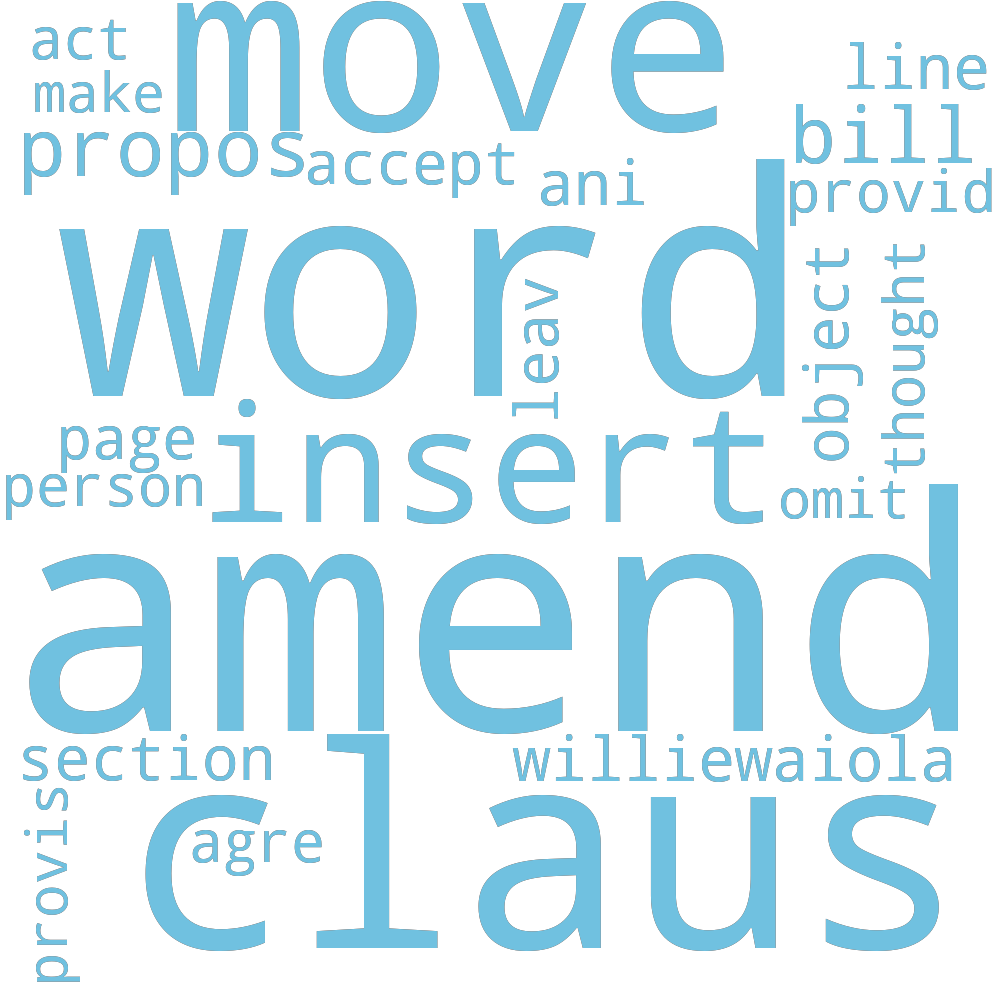 move
act
make
line
propos
accept
bill
ani
provid
word
leav
object
thought
insert
page
person
omit
amend
section
williewaiola
claus
agre
provis